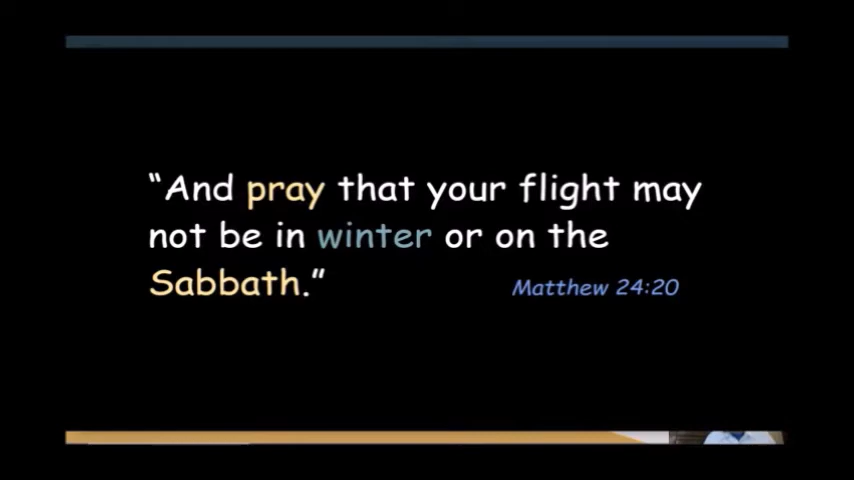 “And pray that your flight may
not be in winter or on the
Sabbath.”
Matthew 24:20